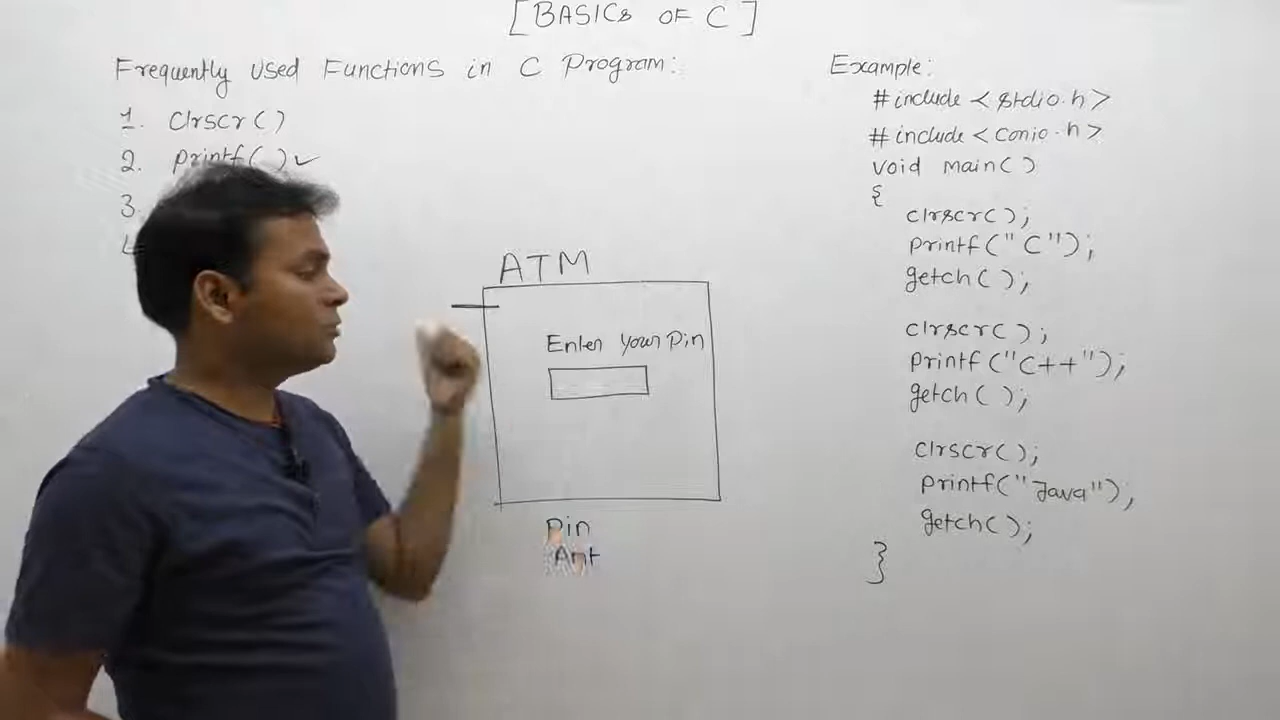 [BASICs OF C]
Frequently Used Functions in C Program:
1. Clrscr()
2. Printf() ✓
3.
ATM
Enter Your Pin
Pin
Amt
Example:
#include <stdio.h>
#include <conio.h>
void main()
{
clrscr();
Printf("C");
getch();
clrscr();
Printf("C++");
getch();
clrscr();
Printf("Java");
getch();
}